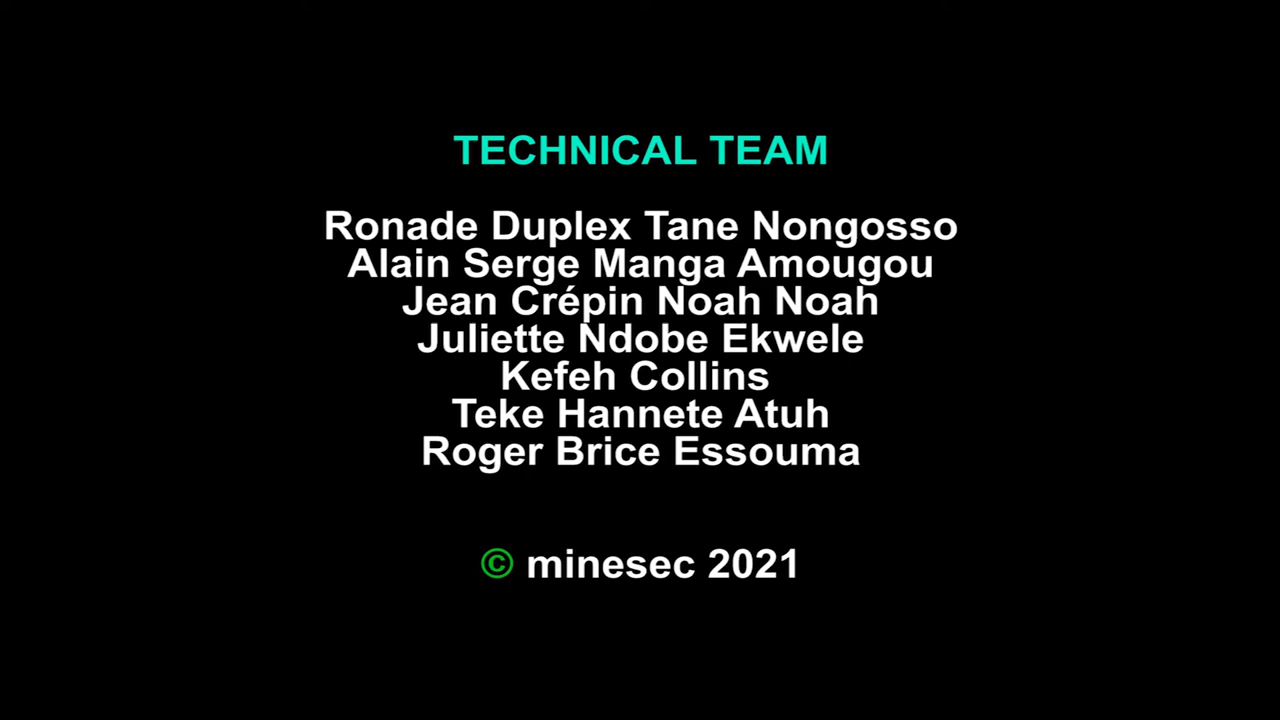 TECHNICAL TEAM
Ronade Duplex Tane Nongosso
Alain Serge Manga Amougou
Jean Crépin Noah Noah
Juliette Ndobe Ekwele
Kefeh Collins
Teke Hannete Atuh
Roger Brice Essouma
© minesec 2021